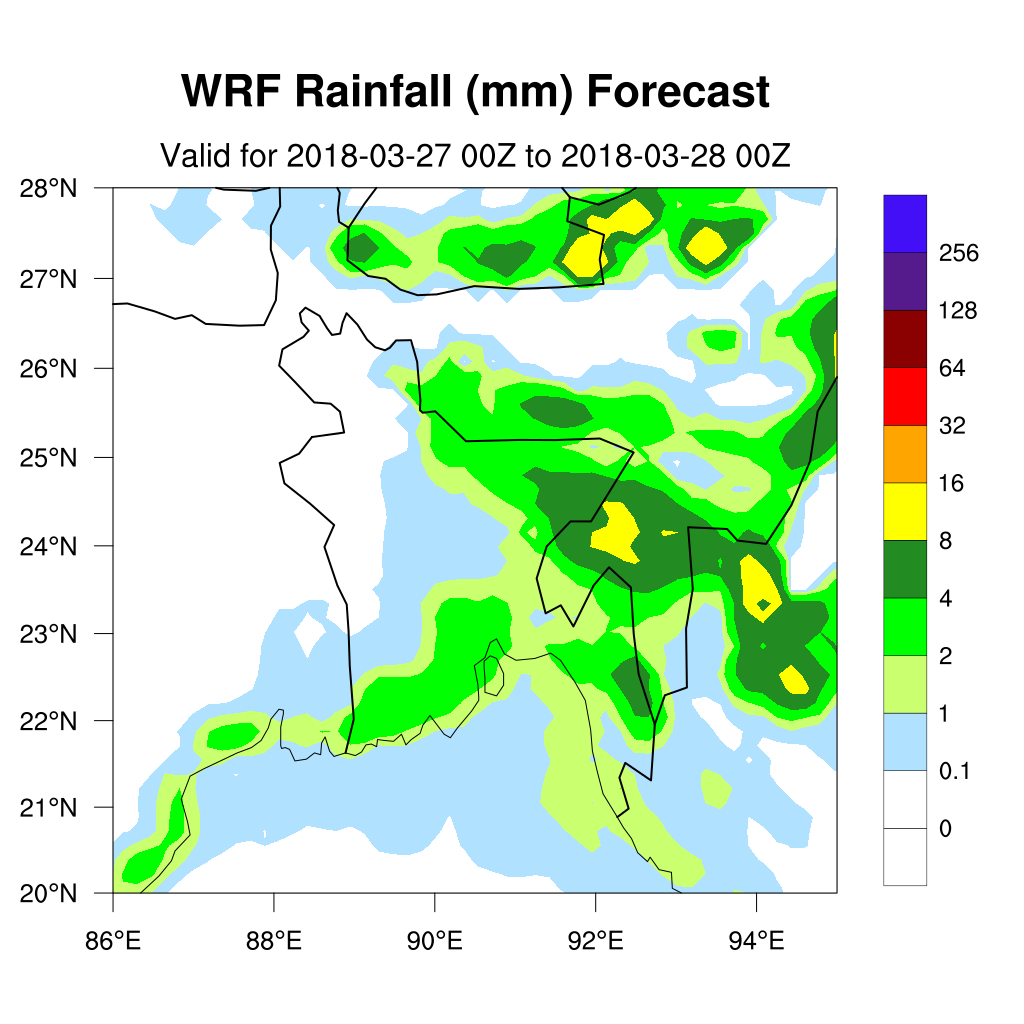 WRF Rainfall (mm) Forecast
Valid for 2018-03-27 00Z to 2018-03-28 00Z
28°N
27°N
26°N
25°N
24°N
23°N
22°N
21°N
20°N
86°E 88°E 90°E 92°E 94°E
256
128
64
32
16
8
4
2
1
0.1
0